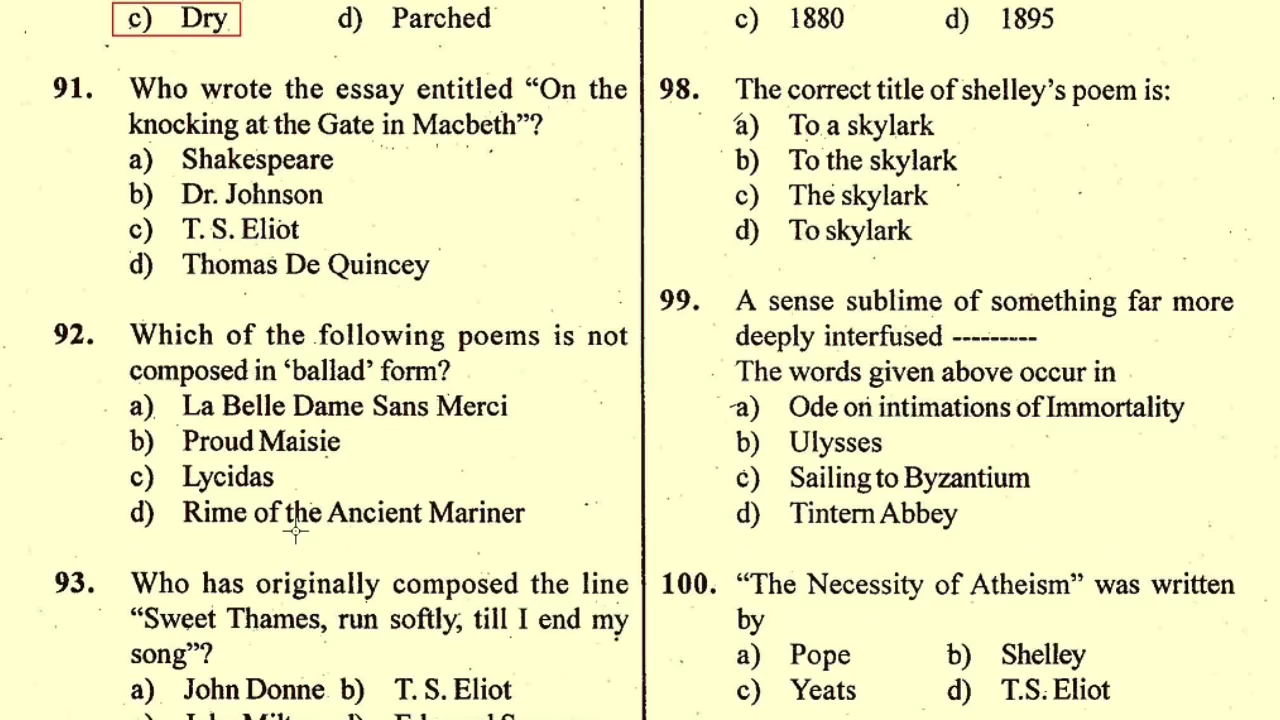 c) Dry d) Parched
91. Who wrote the essay entitled “On the
knocking at the Gate in Macbeth”?
a) Shakespeare
b) Dr. Johnson
c) T. S. Eliot
d) Thomas De Quincey
92. Which of the following poems is not
composed in ‘ballad’ form?
a) La Belle Dame Sans Merci
b) Proud Maisie
c) Lycidas
d) Rime of the Ancient Mariner
93. Who has originally composed the line
“Sweet Thames, run softly, till I end my
song”?
a) John Donne b) T. S. Eliot
c) 1880 d) 1895
98. The correct title of shelley’s poem is:
a) To a skylark
b) To the skylark
c) The skylark
d) To skylark
99. A sense sublime of something far more
deeply interfused ---------
The words given above occur in
a) Ode on intimations of Immortality
b) Ulysses
c) Sailing to Byzantium
d) Tintern Abbey
100. “The Necessity of Atheism” was written
by
a) Pope b) Shelley
c) Yeats d) T.S. Eliot